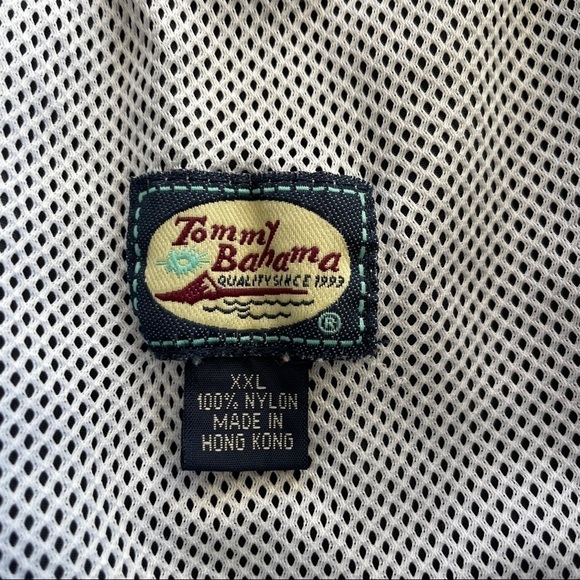 Tommy
Bahama
QUALITY SINCE 1993
®
XXL
100% NYLON
MADE IN
HONG KONG